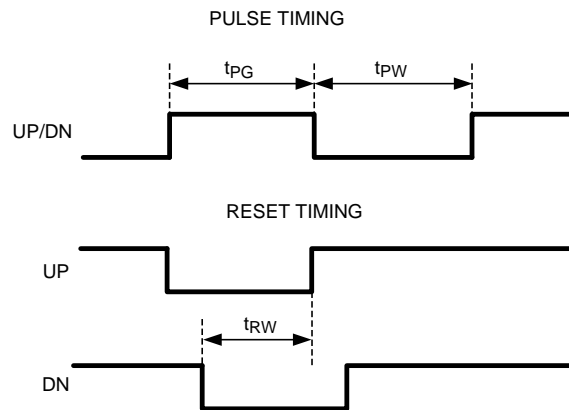 PULSE TIMING
tPG
tPW
UP/DN
RESET TIMING
UP
tRW
DN